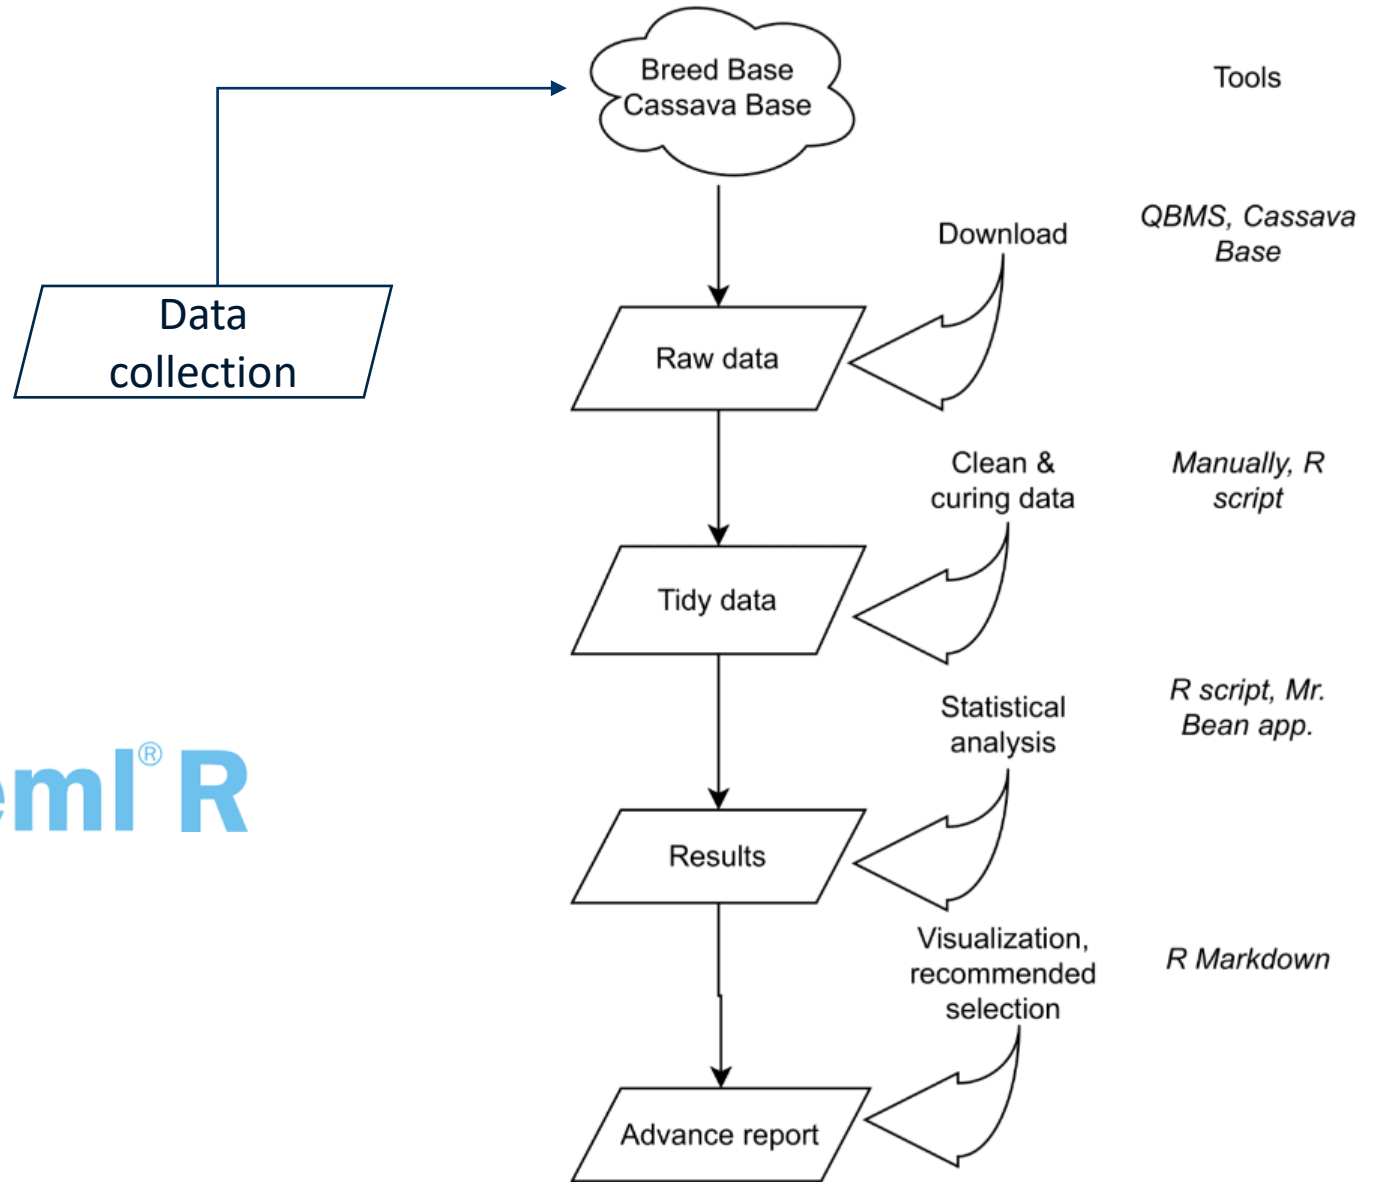 Breed Base
Cassava Base
Tools
Data
collection
Download
QBMS, Cassava
Base
Raw data
Clean &
curing data
Manually, R
script
Tidy data
Statistical
analysis
R script, Mr.
Bean app.
eml® R
Results
Visualization,
recommended
selection
R Markdown
Advance report